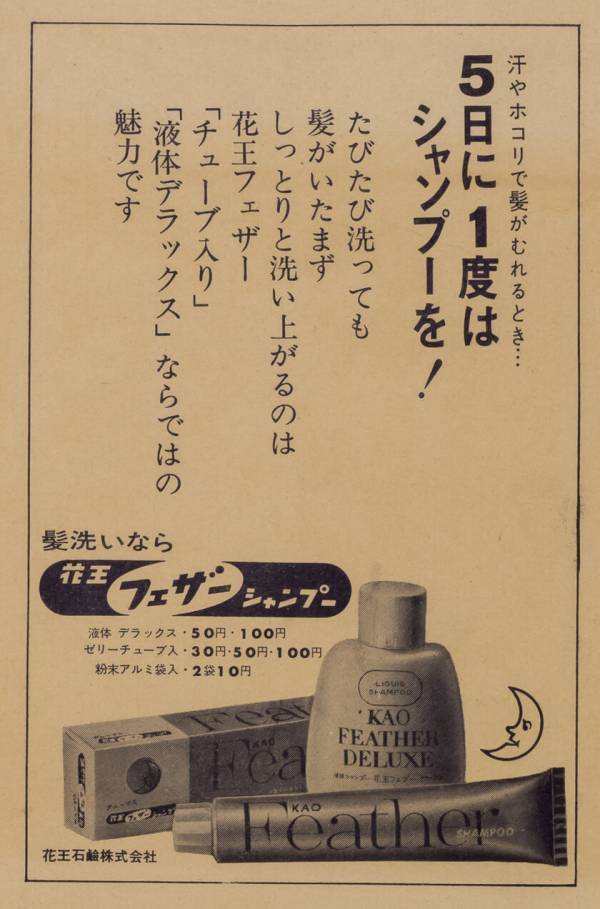 汗やホコリで髪がむれるとき…
5日に1度は
シャンプーを!
たびたび洗っても
髪がいたまず
しっとりと洗い上がるのは
花王フェザー
「チューブ入り」
「液体デラックス」ならではの
魅力です
髪洗いなら
花王 フェザー シャンプー
液体 デラックス・50円・100円
ゼリーチューブ入・30円・50円・100円
粉末アルミ袋入・2袋10円
LIQUID
SHAMPOO
KAO
FEATHER
DELUXE
KAO
Feather
SHAMPOO
花王石鹸株式会社